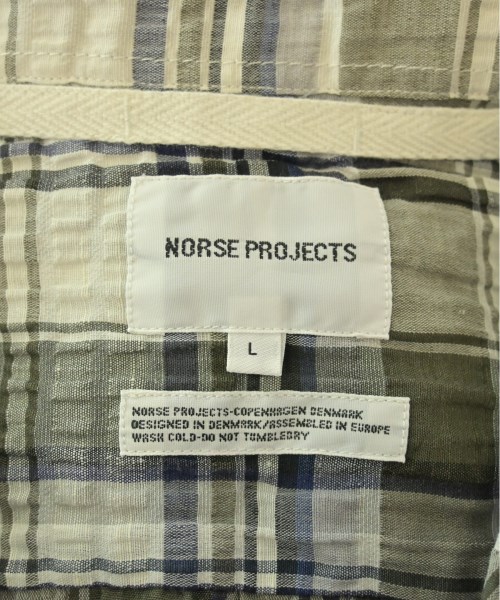 NORSE PROJECTS
L
NORSE PROJECTS-COPENHAGEN DENMARK
DESIGNED IN DENMARK/ASSEMBLED IN EUROPE
WASH COLD-DO NOT TUMBLEDRY